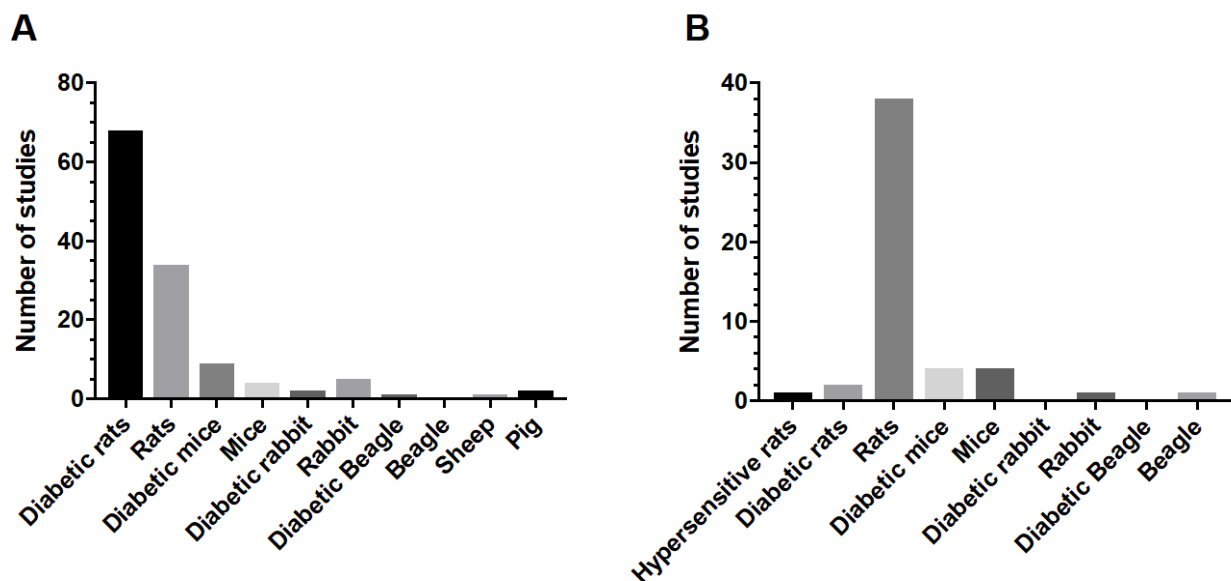 A
Number of studies
80
60
40
20
0
Diabetic rats
Rats
Diabetic mice
Mice
Diabetic rabbit
Rabbit
Diabetic Beagle
Beagle
Sheep
Pig
B
Number of studies
40
30
20
10
0
Hypersensitive rats
Diabetic rats
Rats
Diabetic mice
Mice
Diabetic rabbit
Rabbit
Diabetic Beagle
Beagle